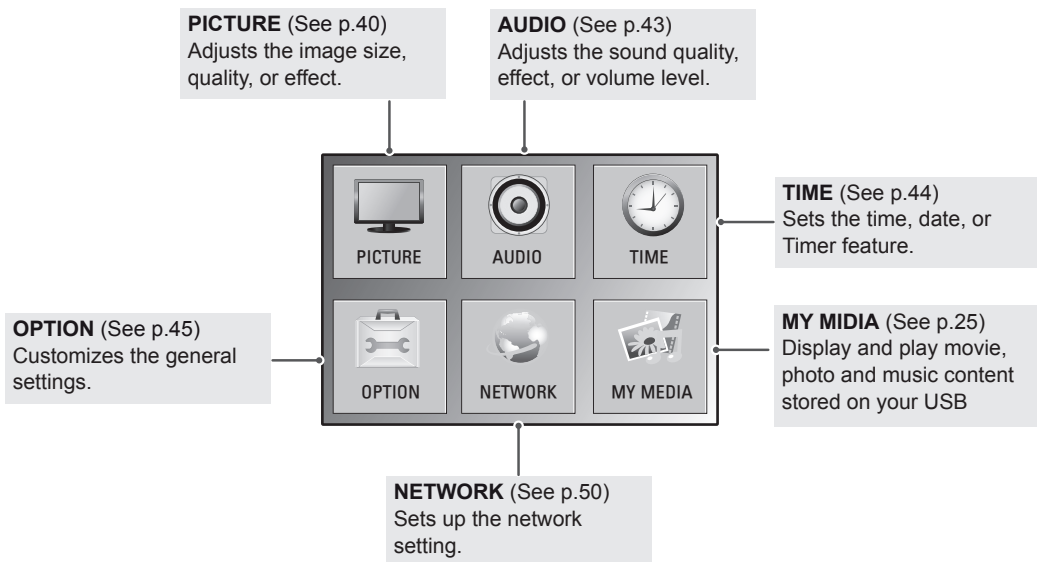 PICTURE (See p.40)
Adjusts the image size,
quality, or effect.
AUDIO (See p.43)
Adjusts the sound quality,
effect, or volume level.
PICTURE
AUDIO
TIME
TIME (See p.44)
Sets the time, date, or
Timer feature.
OPTION (See p.45)
Customizes the general
settings.
OPTION
NETWORK
MY MEDIA
MY MIDIA (See p.25)
Display and play movie,
photo and music content
stored on your USB
NETWORK (See p.50)
Sets up the network
setting.